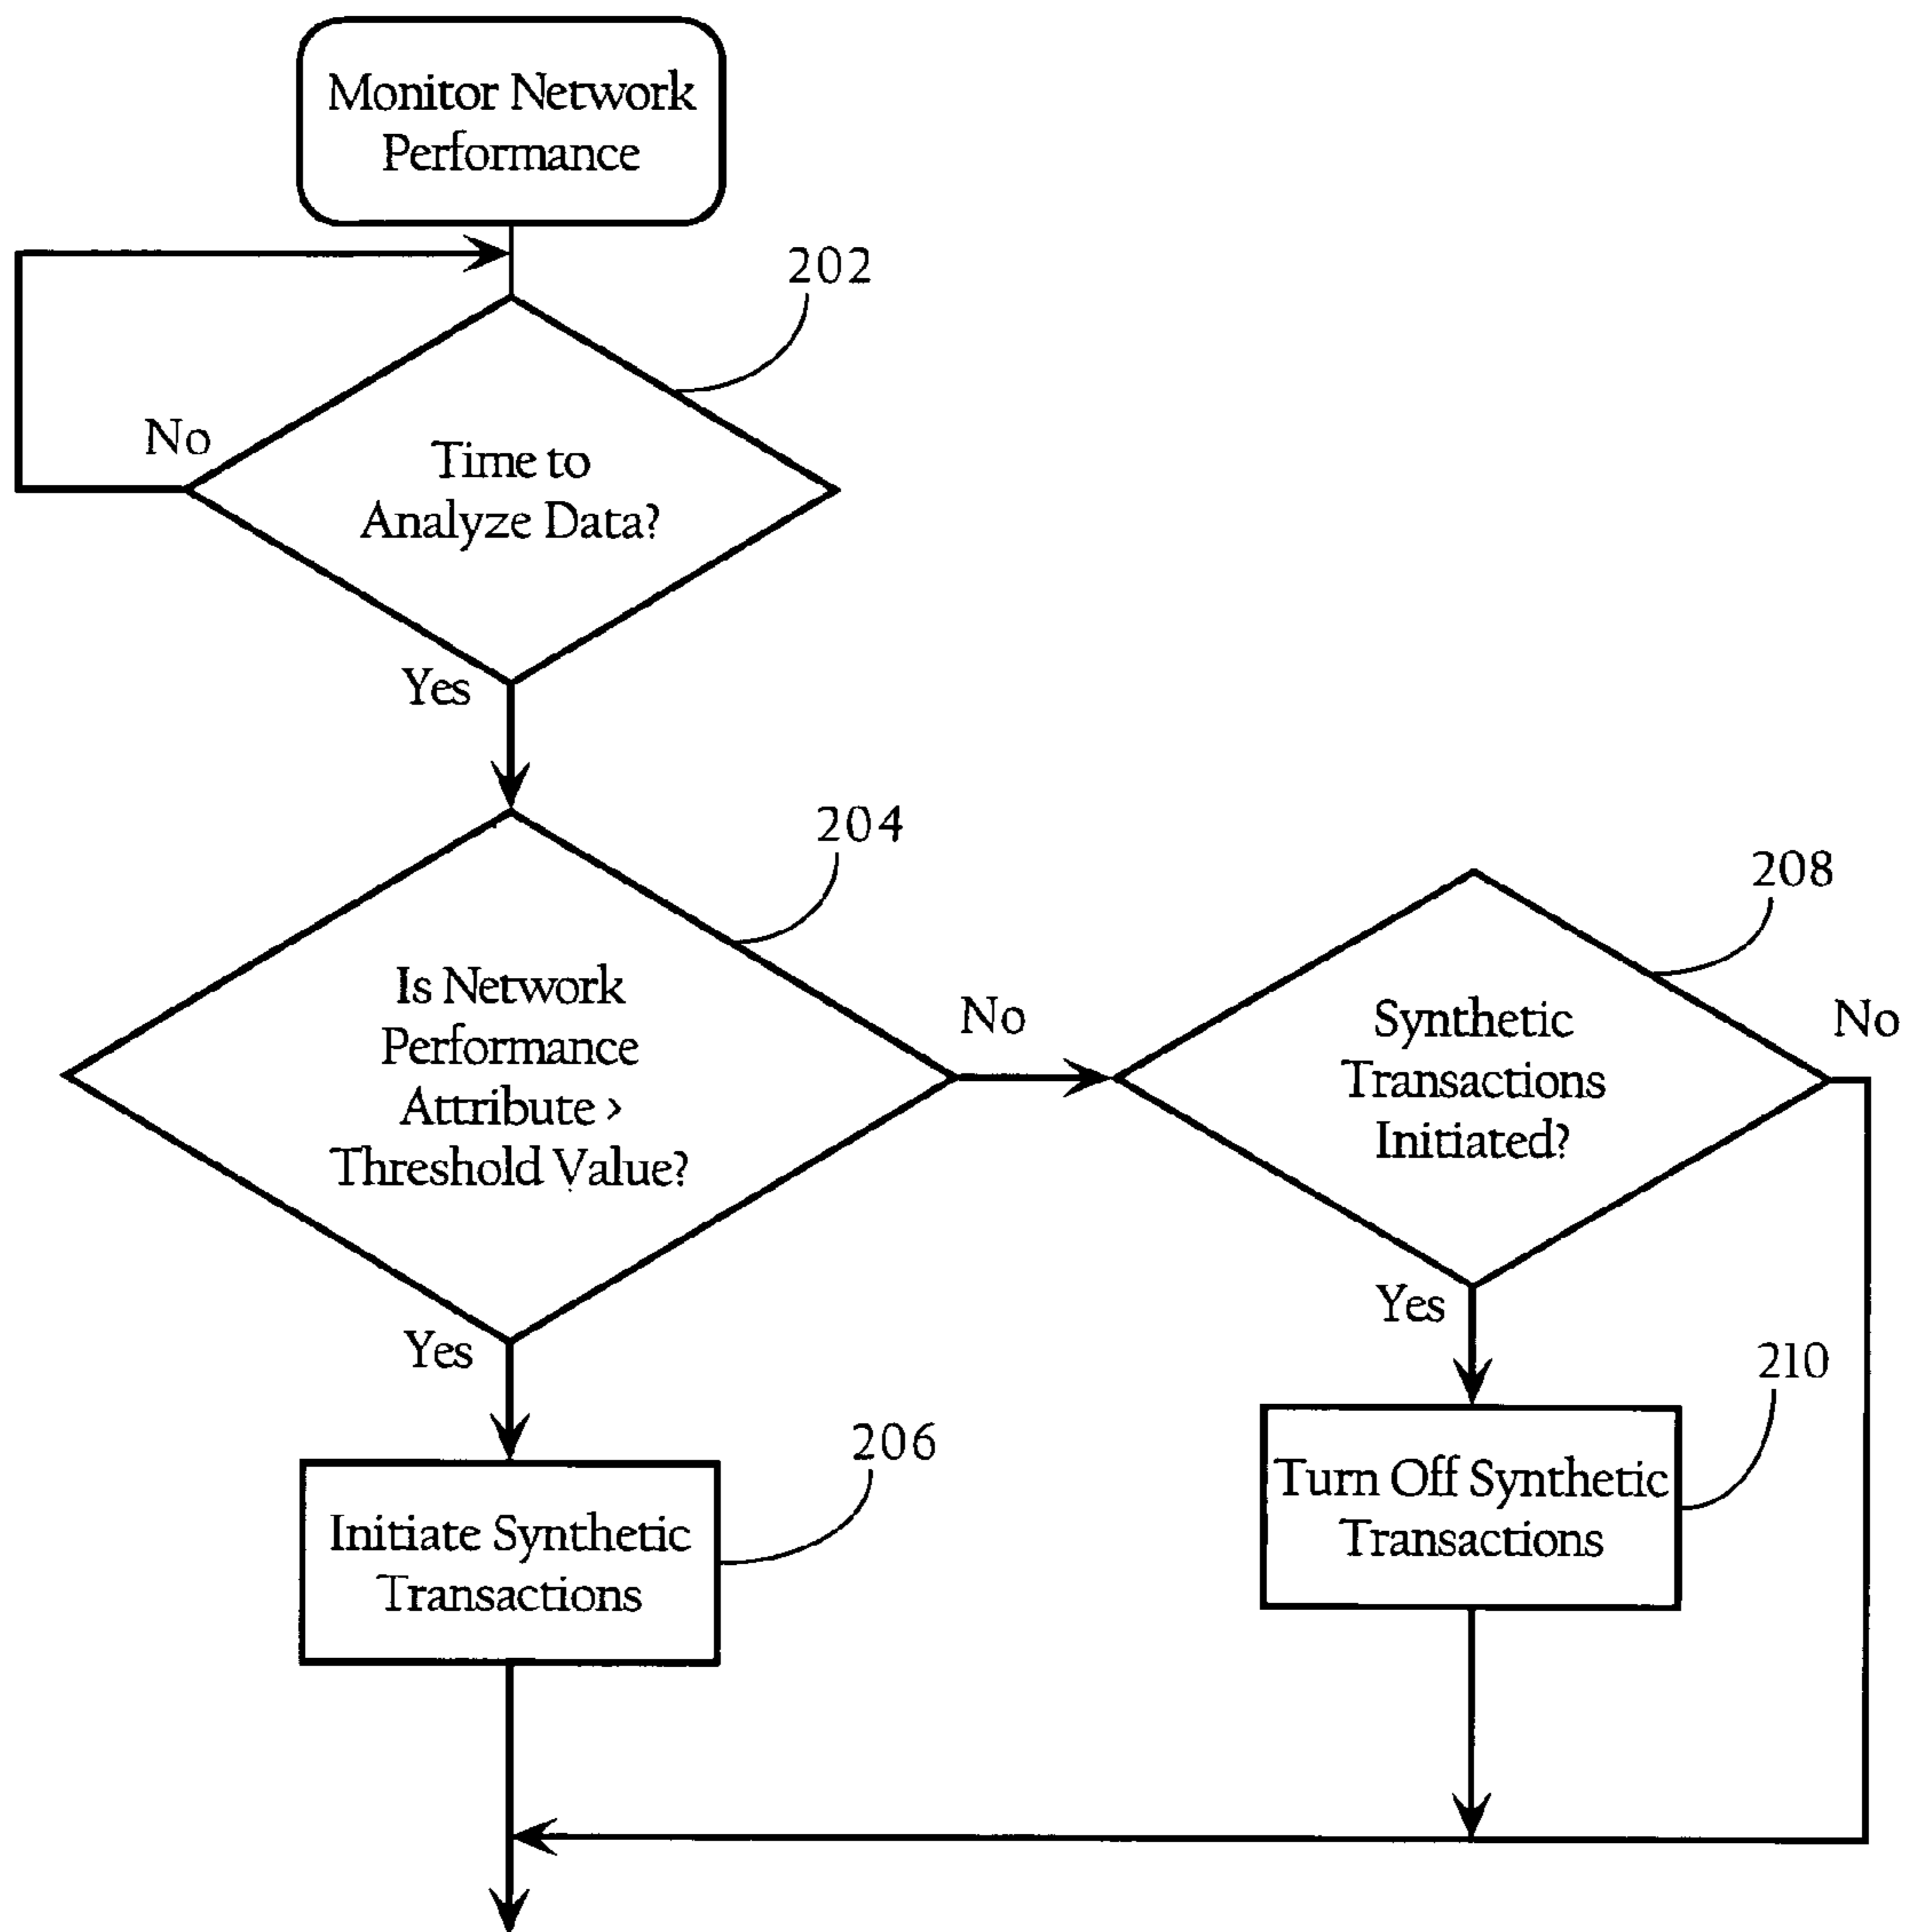 Monitor Network
Performance
202
No
Time to
Analyze Data?
Yes
204
Is Network
Performance
Attribute >
Threshold Value?
No
Yes
208
Synthetic
Transactions
Initiated?
No
Yes
206
Initiate Synthetic
Transactions
210
Turn Off Synthetic
Transactions